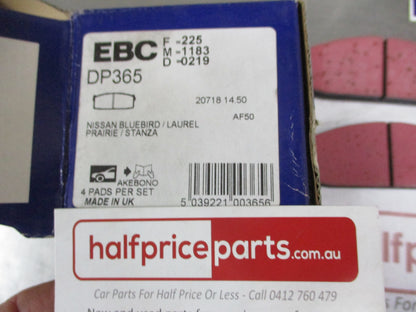 EBC
F -225
M -1183
D -0219
DP365
20718 14.50
AF50
NISSAN BLUEBIRD / LAUREL
PRAIRIE / STANZA
AKEBONO
4 PADS PER SET
MADE IN UK
5 039221 003656
halfpriceparts.com.au
Car Parts For Half Price Or Less - Call 0412 760 479